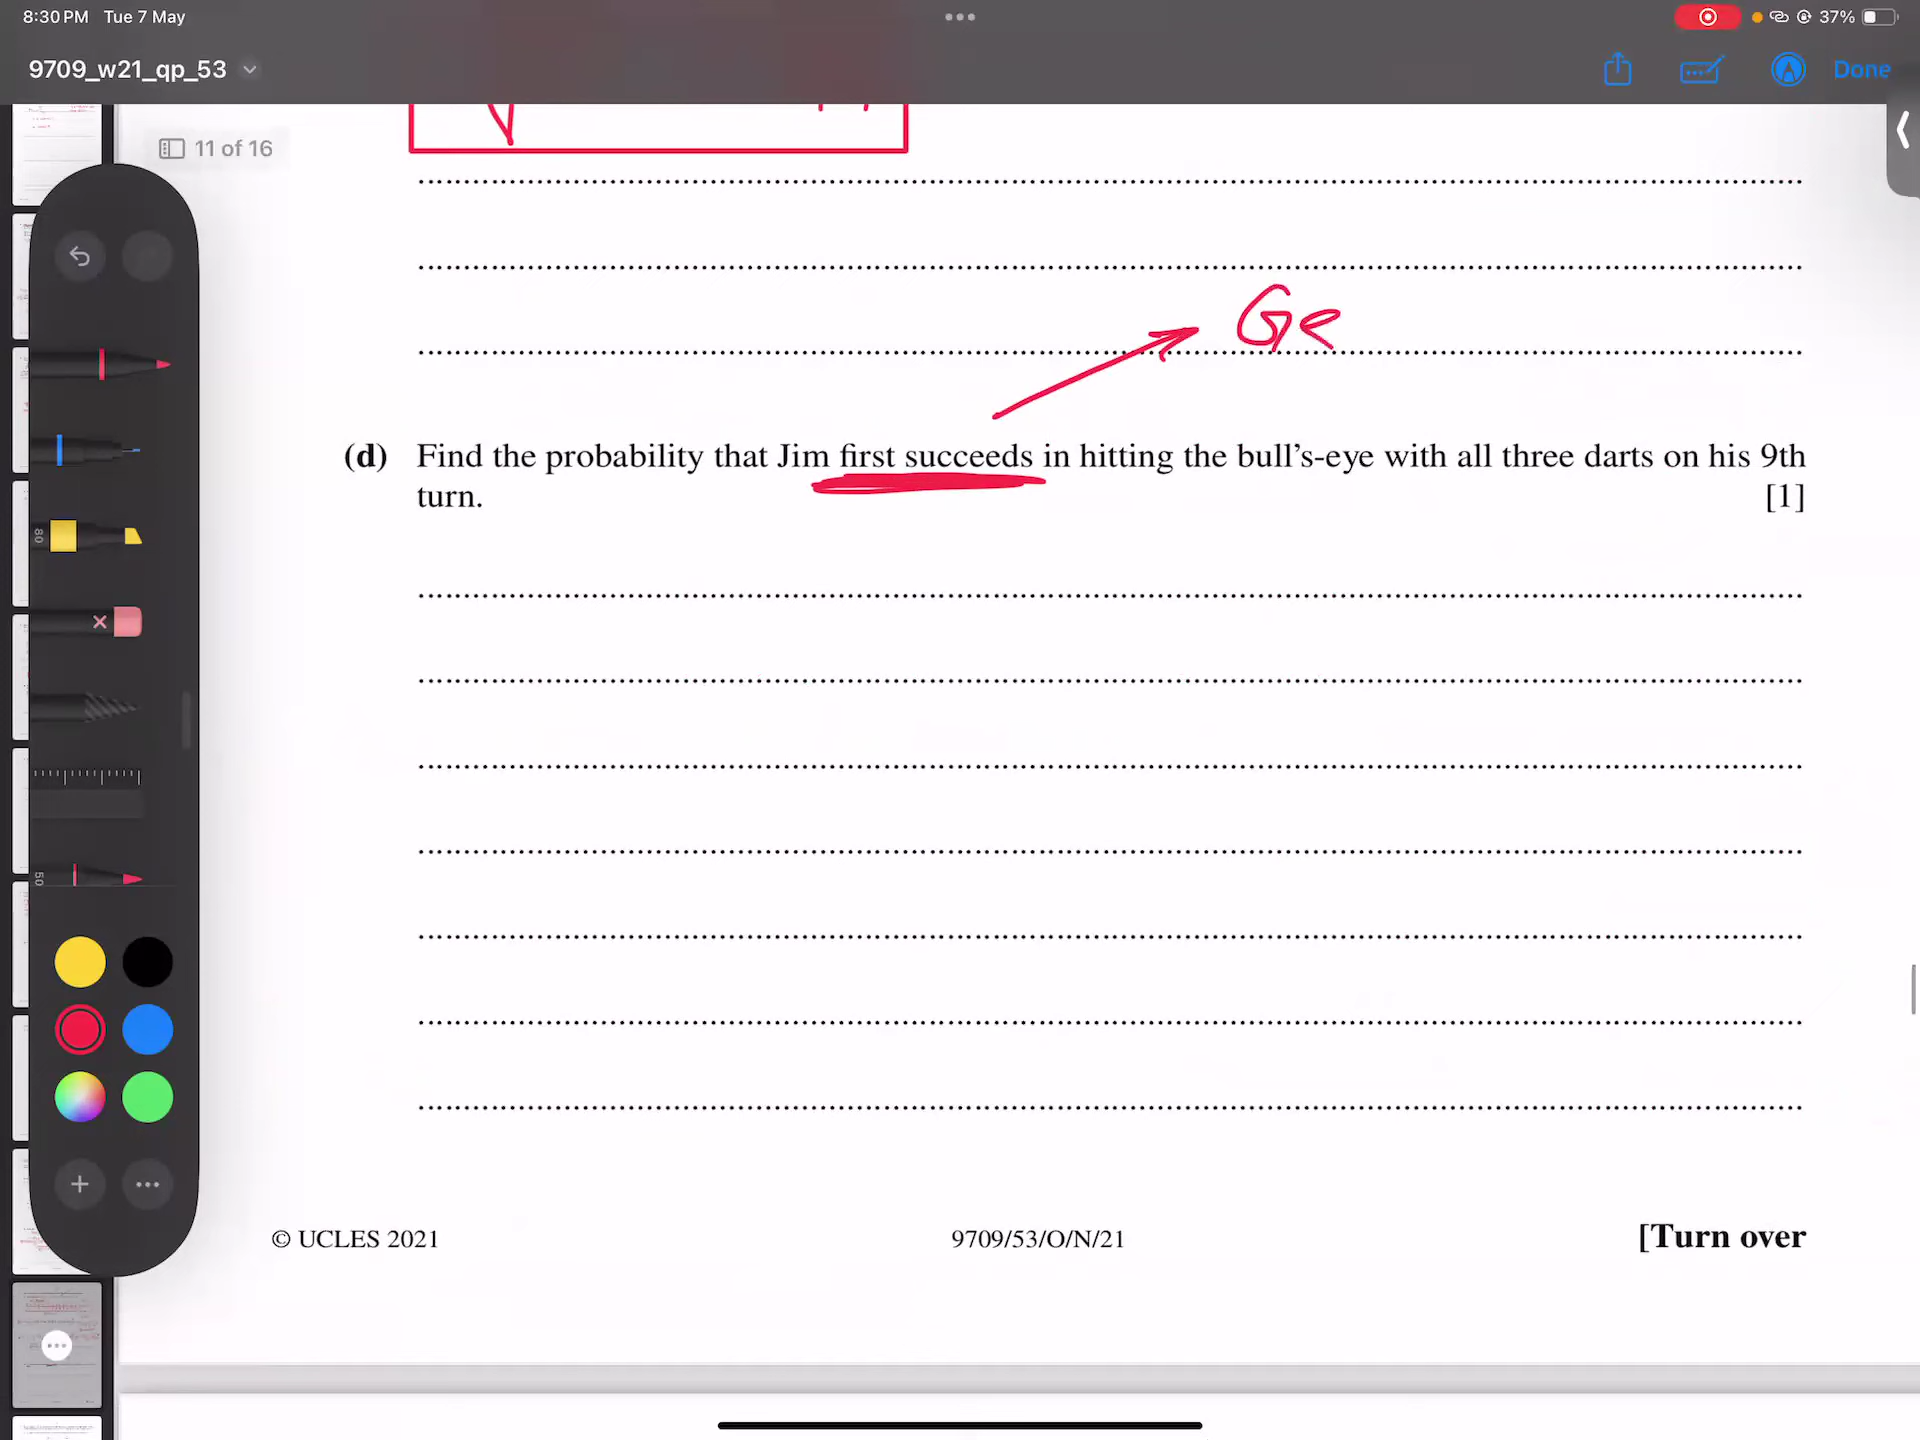 8:30 PM Tue 7 May
37%
9709_w21_qp_53
Done
11 of 16
Ge
(d) Find the probability that Jim first succeeds in hitting the bull’s-eye with all three darts on his 9th
turn. [1]
80
50
© UCLES 2021
9709/53/O/N/21
[Turn over